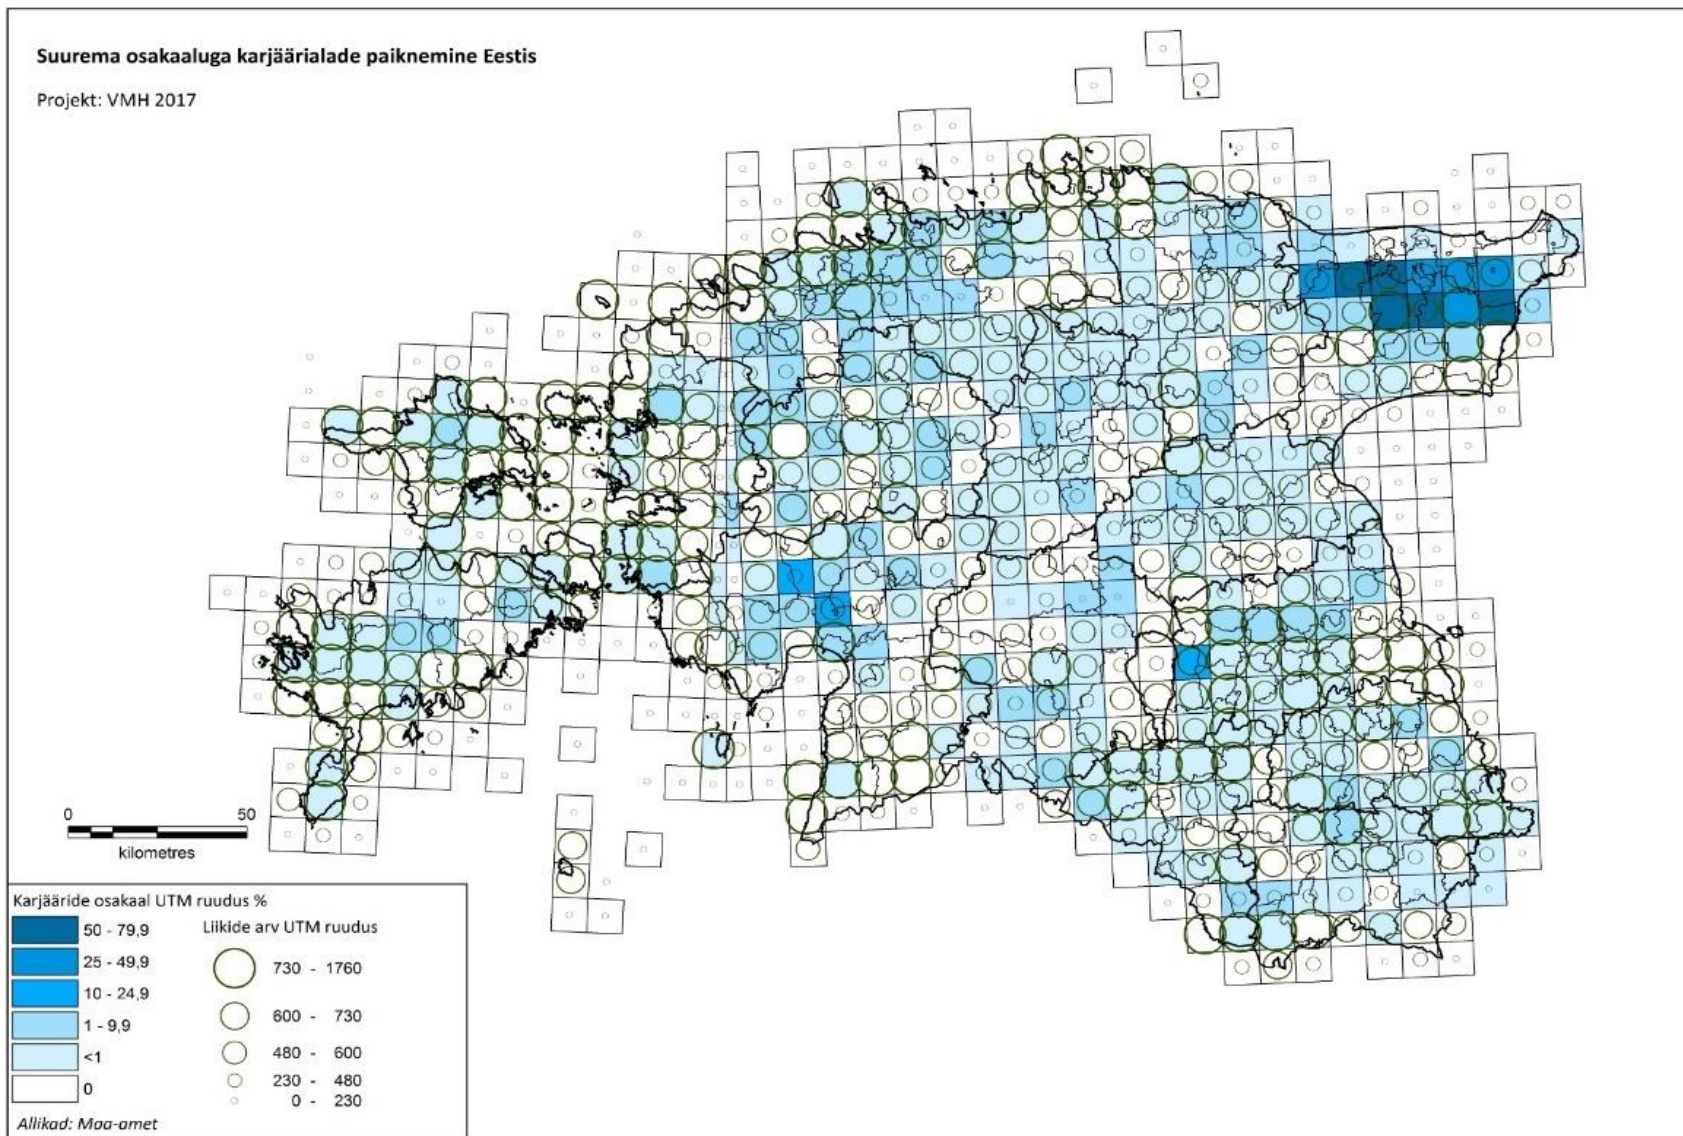 Suurema osakaaluga karjäärialade paiknemine Eestis
Projekt: VMH 2017
0 50
kilometres
Karjääride osakaal UTM ruudus %
50 - 79,9
25 - 49,9
10 - 24,9
1 - 9,9
<1
0
Liikide arv UTM ruudus
730 - 1760
600 - 730
480 - 600
230 - 480
0 - 230
Allikad: Maa-amet